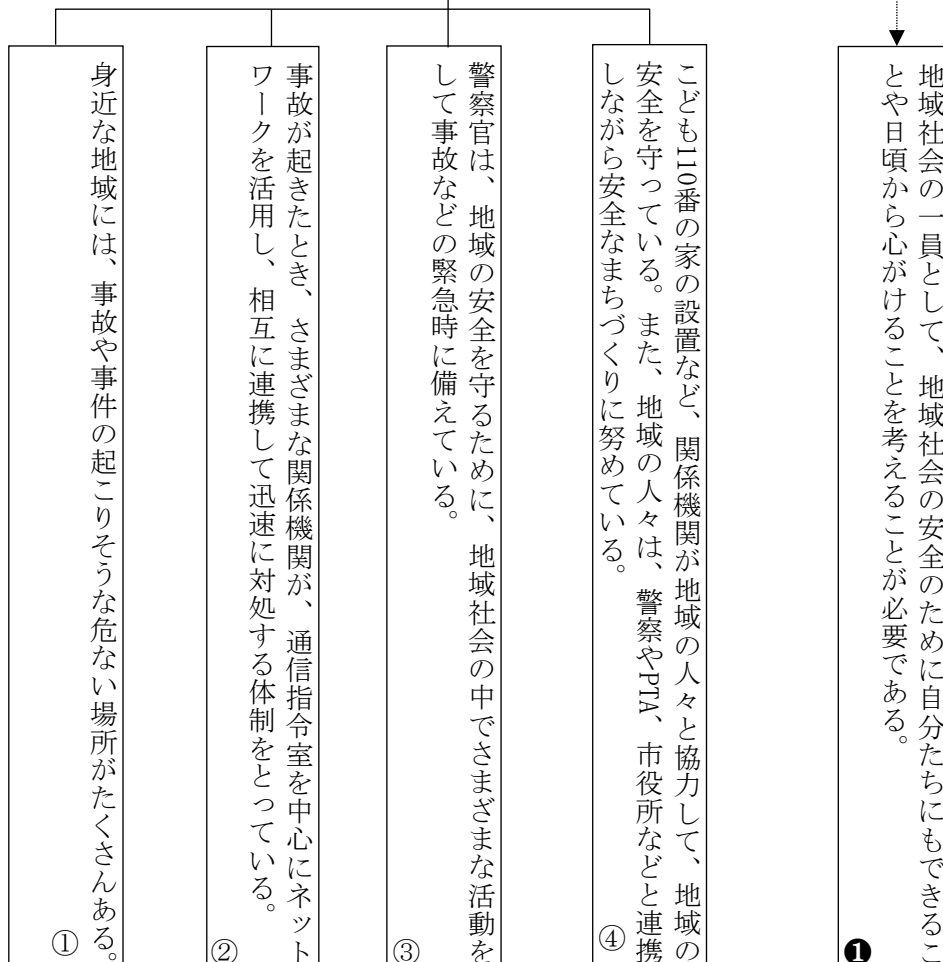 地域社会の一員として、地域社会の安全のために自分たちにもできるこ
とや日頃から心がけることを考えることが必要である。
❶
こども110番の家の設置など、関係機関が地域の人々と協力して、地域の
安全を守っている。また、地域の人々は、警察やPTA、市役所などと連携
しながら安全なまちづくりに努めている。
④
警察官は、地域の安全を守るために、地域社会の中でさまざまな活動を
して事故などの緊急時に備えている。
③
事故が起きたとき、さまざまな関係機関が、通信指令室を中心にネット
ワークを活用し、相互に連携して迅速に対処する体制をとっている。
②
身近な地域には、事故や事件の起こりそうな危ない場所がたくさんある。
①